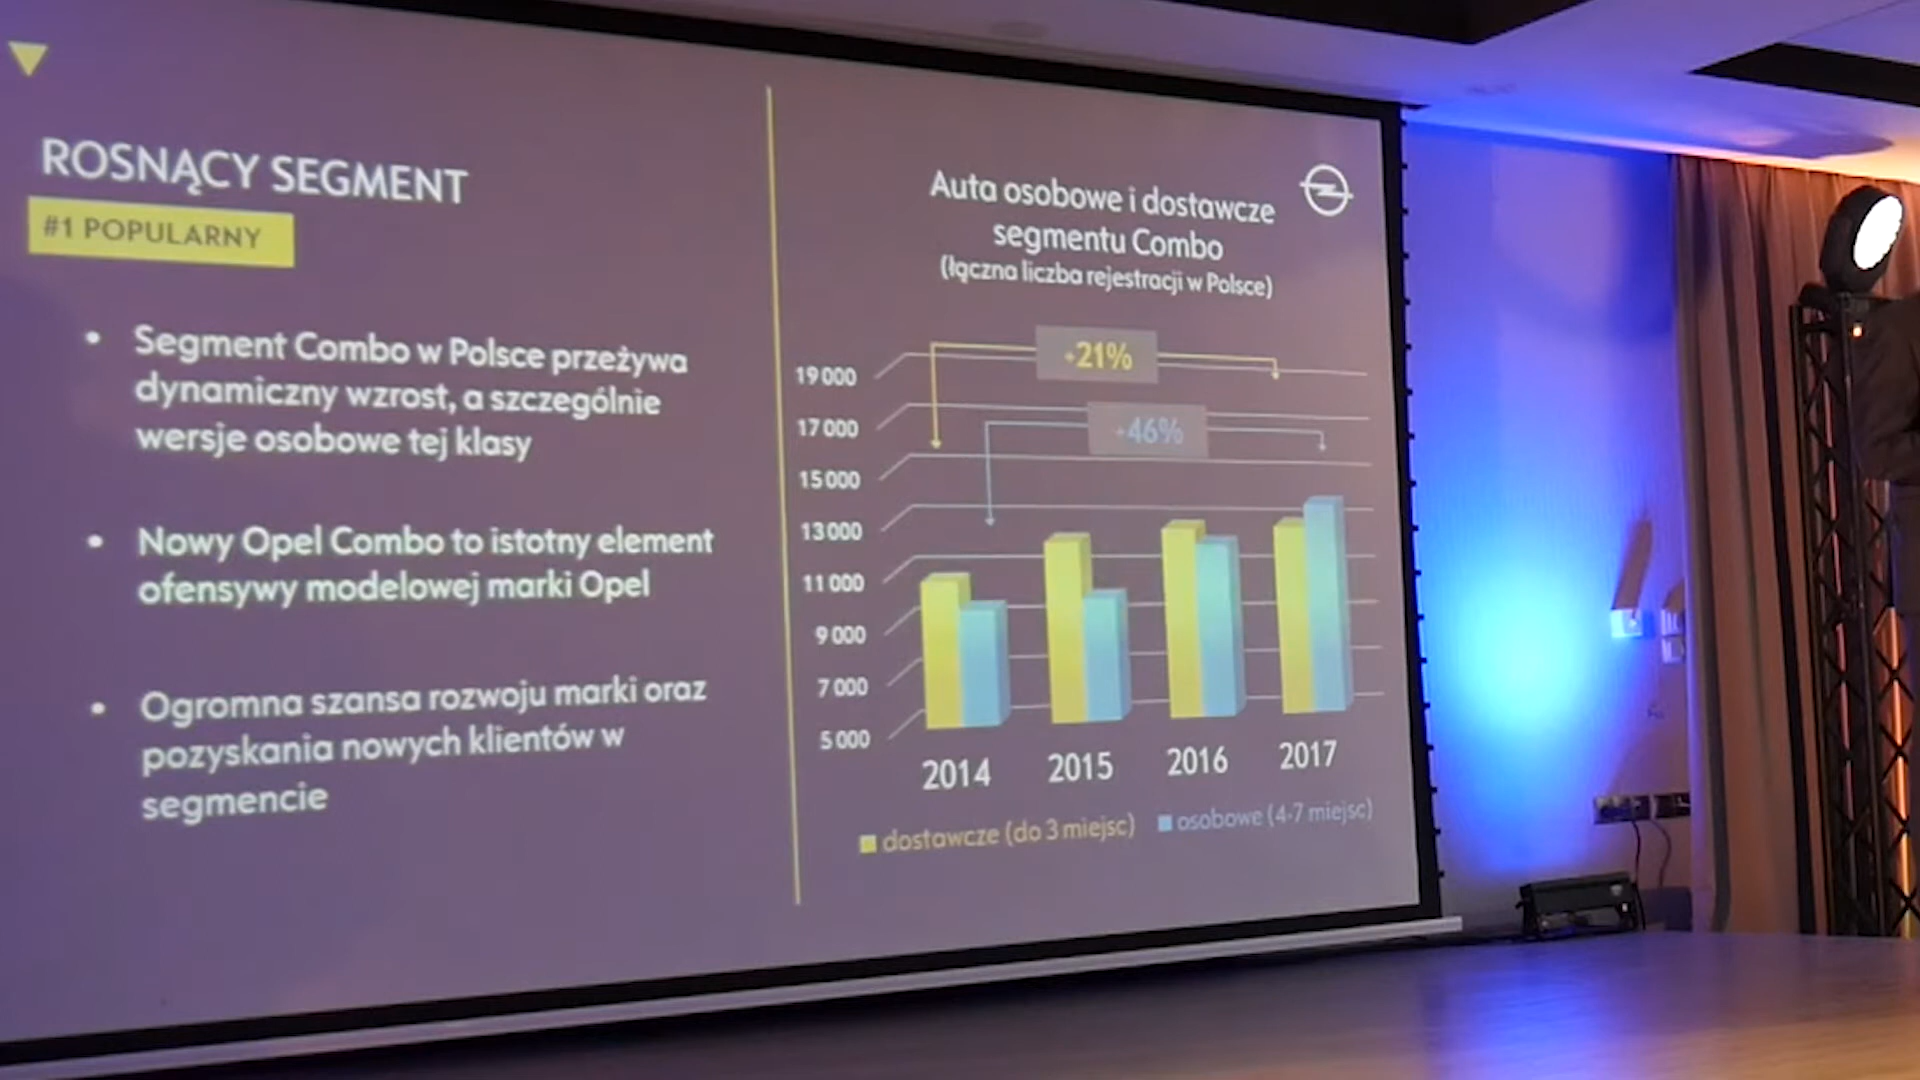 ROSNĄCY SEGMENT
#1 POPULARNY
• Segment Combo w Polsce przeżywa
dynamiczny wzrost, a szczególnie
wersje osobowe tej klasy
• Nowy Opel Combo to istotny element
ofensywy modelowej marki Opel
• Ogromna szansa rozwoju marki oraz
pozyskania nowych klientów w
segmencie
Auta osobowe i dostawcze
segmentu Combo
(łączna liczba rejestracji w Polsce)
+21%
+46%
19 000
17 000
15 000
13 000
11 000
9 000
7 000
5 000
2014 2015 2016 2017
dostawcze (do 3 miejsc) osobowe (4-7 miejsc)